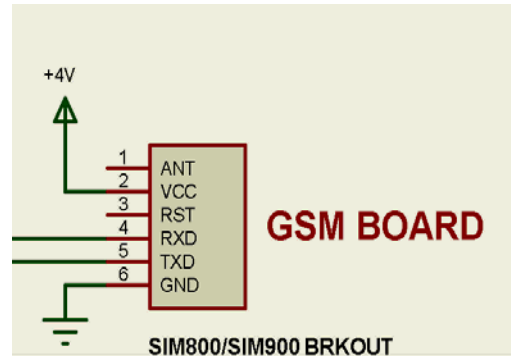 +4V
1 ANT
2 VCC
3 RST
4 RXD
5 TXD
6 GND
GSM BOARD
SIM800/SIM900 BRKOUT